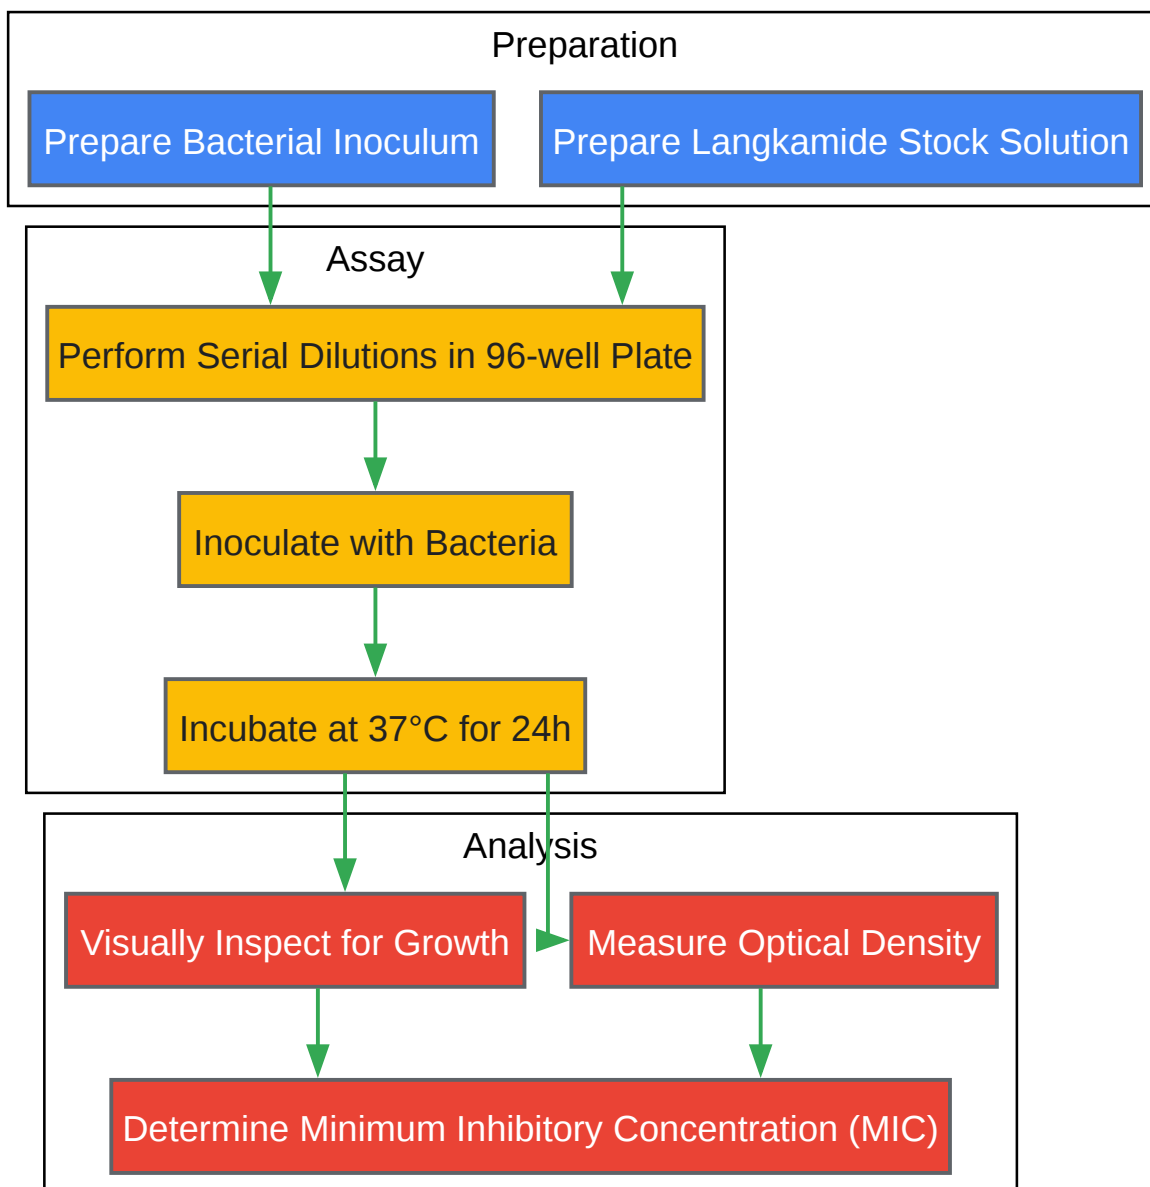 Preparation
Prepare Bacterial Inoculum
Prepare Langkamide Stock Solution
Assay
Perform Serial Dilutions in 96-well Plate
Inoculate with Bacteria
Incubate at 37°C for 24h
Analysis
Visually Inspect for Growth
Measure Optical Density
Determine Minimum Inhibitory Concentration (MIC)